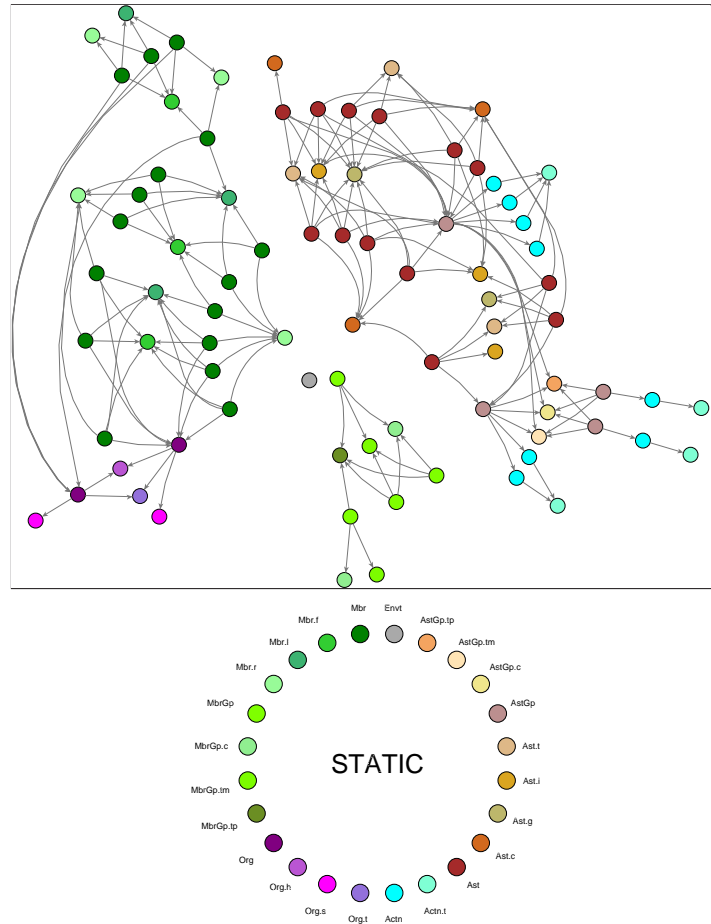 Mbr
Envt
Mbr.f
AstGp.tp
Mbr.l
AstGp.tm
Mbr.r
AstGp.c
MbrGp
AstGp
MbrGp.c
Ast.t
STATIC
MbrGp.tm
Ast.i
MbrGp.tp
Ast.g
Org
Ast.c
Org.h
Ast
Org.s
Actn.t
Org.t
Actn